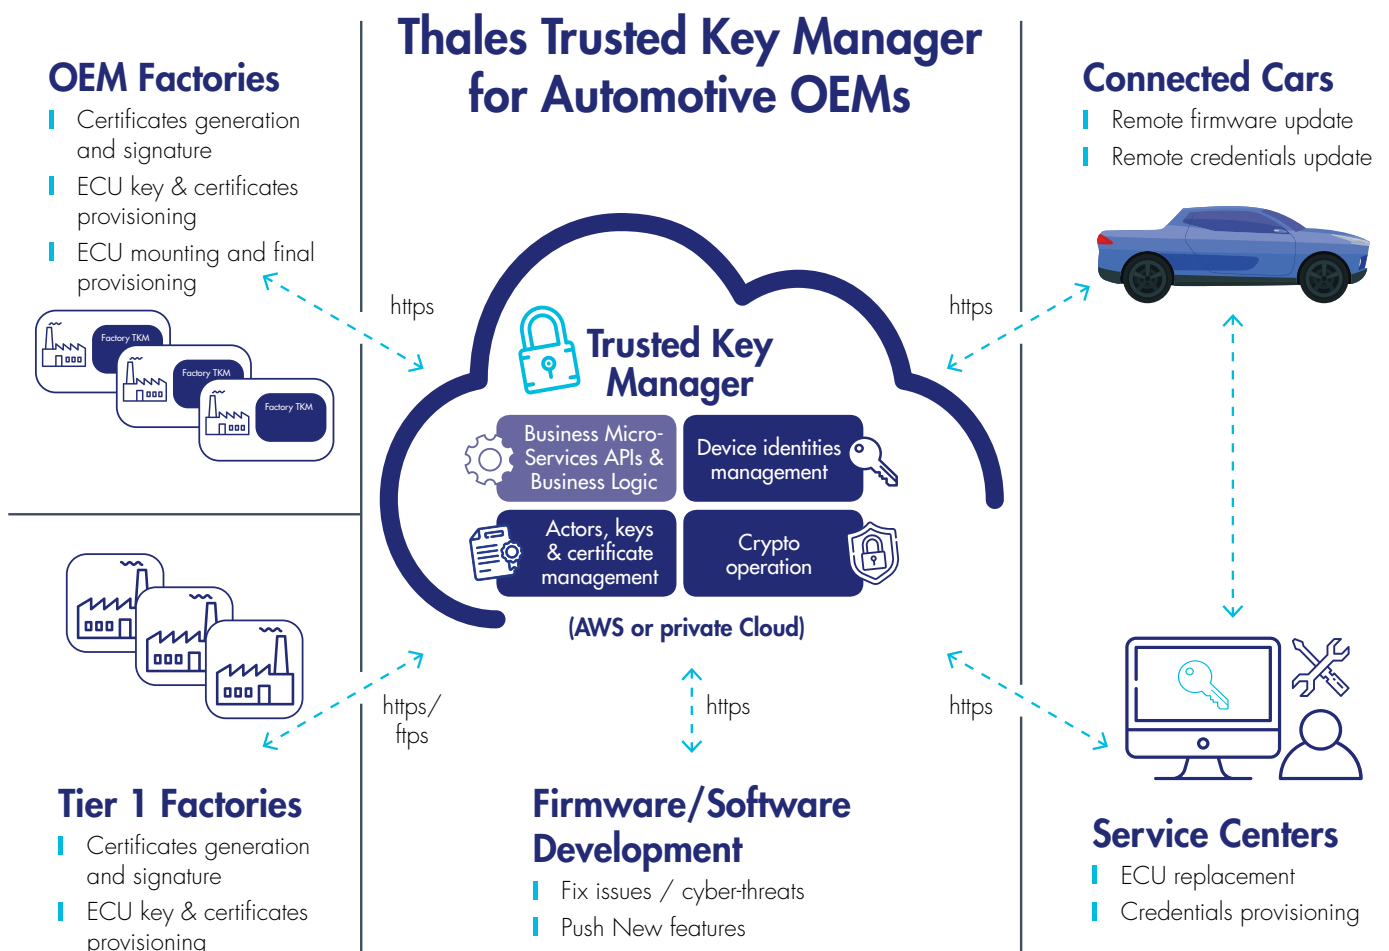 Thales Trusted Key Manager
for Automotive OEMs
OEM Factories
Certificates generation
and signature
ECU key & certificates
provisioning
ECU mounting and final
provisioning
https
Factory TKM
Factory TKM
Factory TKM
Connected Cars
Remote firmware update
Remote credentials update
https
Trusted Key
Manager
Business Micro-
Services APIs &
Business Logic
Device identities
management
Actors, keys
& certificate
management
Crypto
operation
(AWS or private Cloud)
https/
ftps
https
https
Tier 1 Factories
Certificates generation
and signature
ECU key & certificates
provisioning
Firmware/Software
Development
Fix issues / cyber-threats
Push New features
Service Centers
ECU replacement
Credentials provisioning